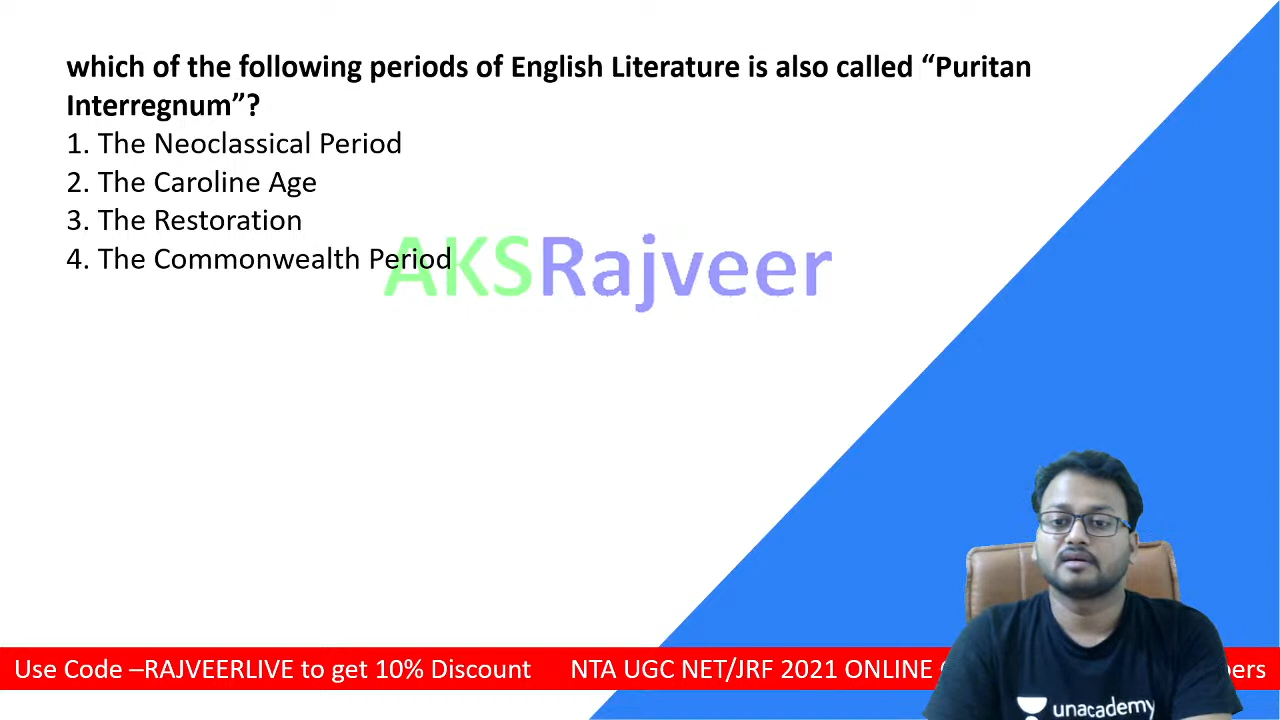 which of the following periods of English Literature is also called “Puritan
Interregnum”?
1. The Neoclassical Period
2. The Caroline Age
3. The Restoration
4. The Commonwealth Period
AKSRajveer
Use Code –RAJVEERLIVE to get 10% Discount NTA UGC NET/JRF 2021 ONLINE
unacademy